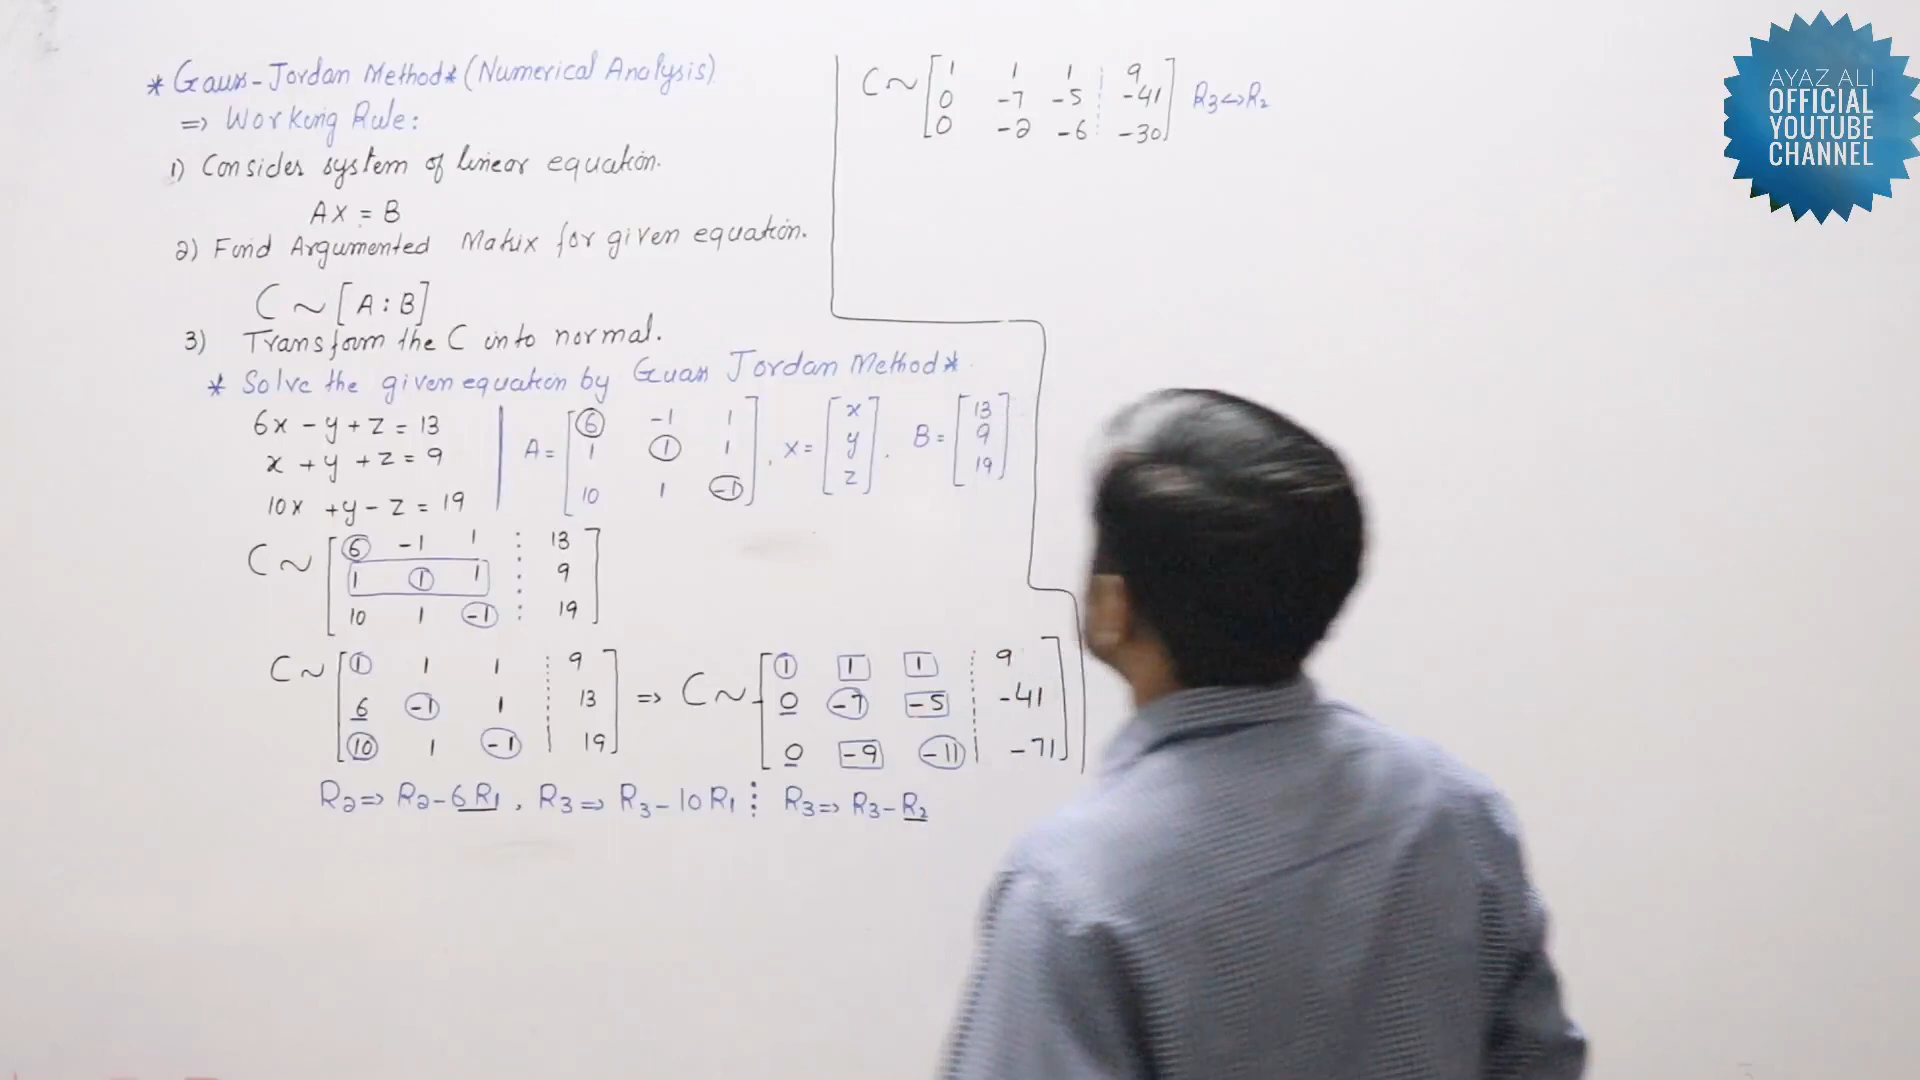 * Gauss-Jordan Method * (Numerical Analysis)
⇒ Working Rule:
1) Consider system of linear equation.
AX = B
2) Find Argumented Matrix for given equation.
C ~ [A : B]
3) Transform the C into normal.
* Solve the given equation by Guass Jordan Method *
6x - y + z = 13
x + y + z = 9
10x + y - z = 19
A = [6 -1 1
1 1 1
10 1 -1], X = [x
y
z], B = [13
9
19]
C ~ [6 -1 1 : 13
1 1 1 : 9
10 1 -1 : 19]
C ~ [1 1 1 : 9
6 -1 1 : 13
10 1 -1 : 19]
⇒ C ~ [1 1 1 : 9
0 -7 -5 : -41
0 -9 -11 : -71]
R2 ⇒ R2 - 6R1, R3 ⇒ R3 - 10R1 : R3 ⇒ R3 - R2
C ~ [1 1 1 : 9
0 -7 -5 : -41
0 -2 -6 : -30] R3 ↔ R2
AYAZ ALI
OFFICIAL
YOUTUBE
CHANNEL